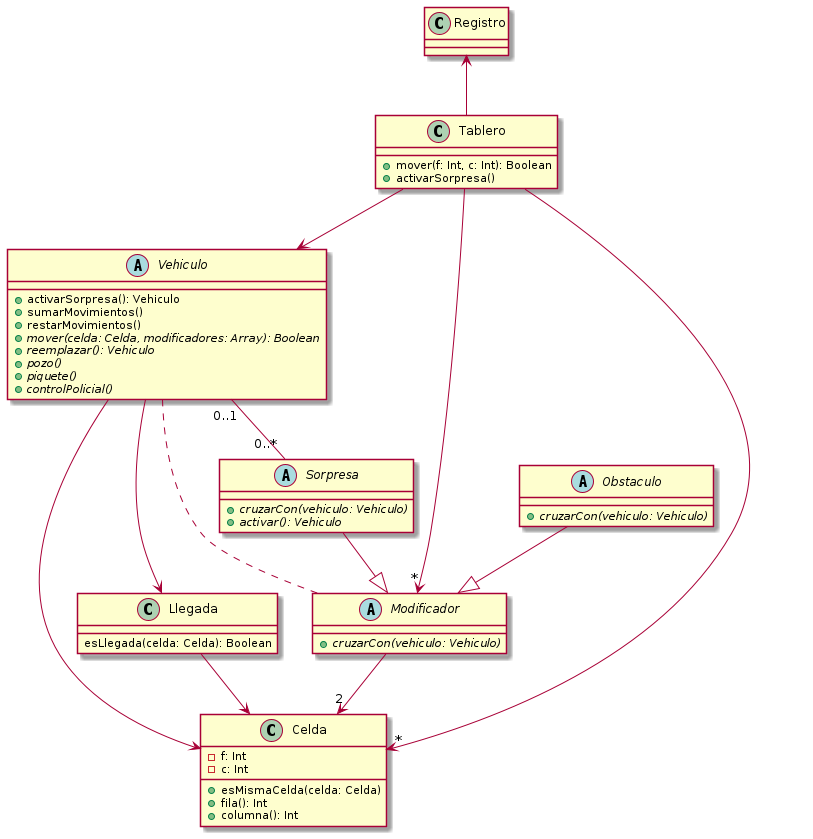 C Registro
C Tablero
mover(f: Int, c: Int): Boolean
activarSorpresa()
A Vehiculo
activarSorpresa(): Vehiculo
sumarMovimientos()
restarMovimientos()
mover(celda: Celda, modificadores: Array): Boolean
reemplazar(): Vehiculo
pozo()
piquete()
controlPolicial()
0..1
0..*
A Sorpresa
cruzarCon(vehiculo: Vehiculo)
activar(): Vehiculo
A Obstaculo
cruzarCon(vehiculo: Vehiculo)
*
C Llegada
esLlegada(celda: Celda): Boolean
A Modificador
cruzarCon(vehiculo: Vehiculo)
2
*
C Celda
f: Int
c: Int
esMismaCelda(celda: Celda)
fila(): Int
columna(): Int